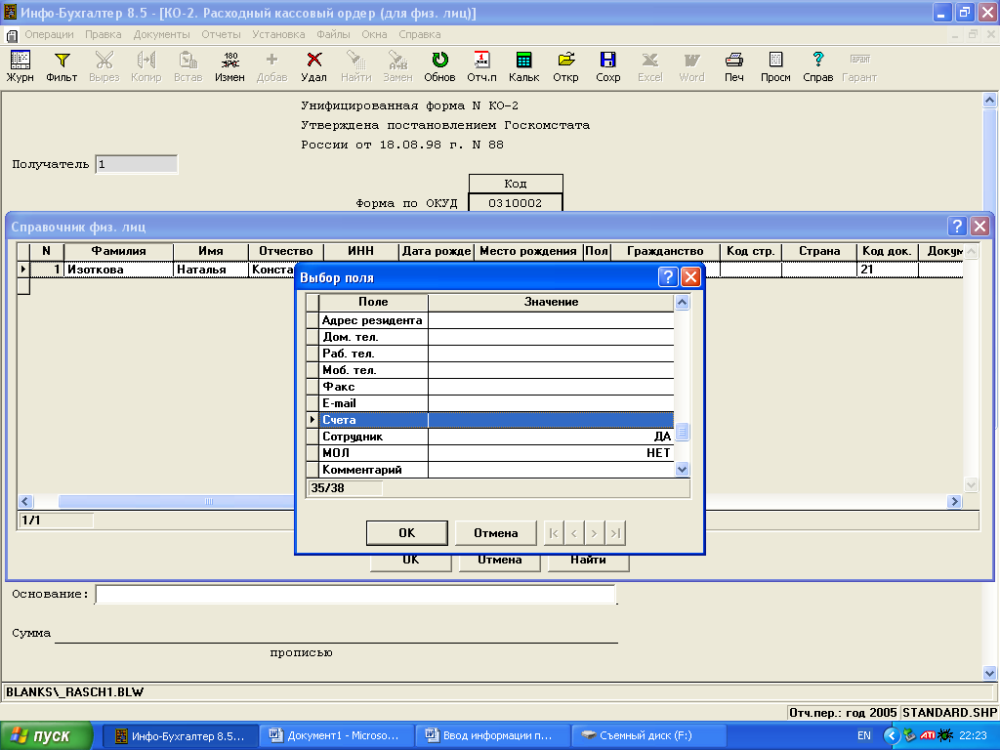 Инфо-Бухгалтер 8.5 - [КО-2. Расходный кассовый ордер (для физ. лиц)]
Операции Правка Документы Отчеты Установка Файлы Окна Справка
Журн Фильт Вырез Копир Встав Измен Добав Удал Найти Замен Обнов Отч.п Кальк Откр Сохр Excel Word Печ Просм Справ Гарант
Унифицированная форма N КО-2
Утверждена постановлением Госкомстата
России от 18.08.98 г. N 88
Получатель 1
Код
Форма по ОКУД 0310002
Справочник физ. лиц
N Фамилия Имя Отчество ИНН Дата рожде Место рождения Пол Гражданство Код стр. Страна Код док. Докум
1 Изоткова Наталья Конста 21
Выбор поля
Поле Значение
Адрес резидента
Дом. тел.
Раб. тел.
Моб. тел.
Факс
E-mail
Счета
Сотрудник ДА
МОЛ НЕТ
Комментарий
35/38
1/1
ОК Отмена
ОК Отмена Найти
Основание:
Сумма
прописью
BLANKS\_RASCH1.BLW
Отч.пер.: год 2005 STANDARD.SHP
пуск Инфо-Бухгалтер 8.5... Документ1 - Microso... Ввод информации п... Съемный диск (F:) EN 22:23